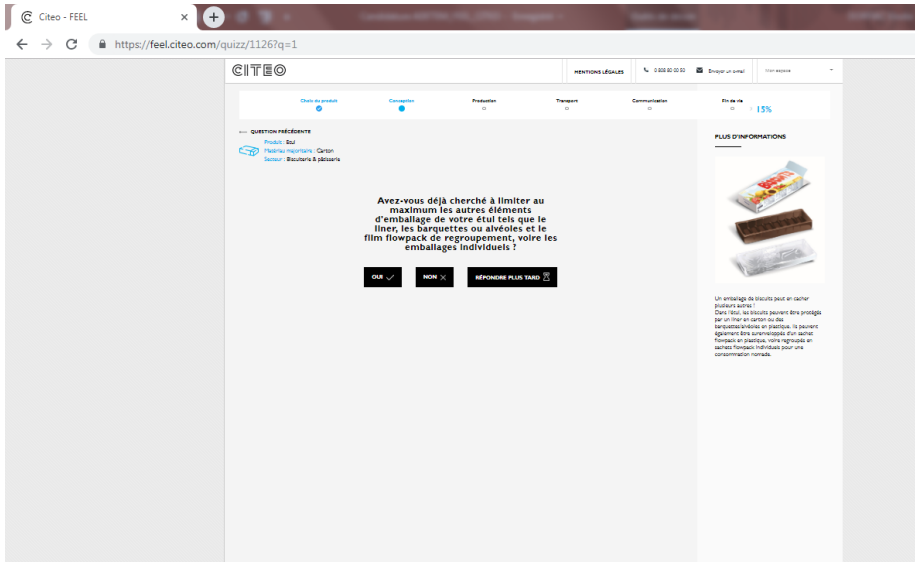 Citeo - FEEL
https://feel.citeo.com/quizz/1126?q=1
CITEO
MENTIONS LÉGALES
0 808 80 00 50
Envoyer un e-mail
Mon espace
Choix du produit
Conception
Production
Transport
Communication
Fin de vie
15%
QUESTION PRÉCÉDENTE
Produit : Etui
Matériau majoritaire : Carton
Secteur : Biscuiterie & pâtisserie
Avez-vous déjà cherché à limiter au
maximum les autres éléments
d'emballage de votre étui tels que le
liner, les barquettes ou alvéoles et le
film flowpack de regroupement, voire les
emballages individuels ?
OUI
NON
RÉPONDRE PLUS TARD
PLUS D'INFORMATIONS
BISCUITS
Un emballage de biscuits peut en cacher
plusieurs autres !
Dans l'étui, les biscuits peuvent être protégés
par un liner en carton ou des
barquettes/alvéoles en plastique. Ils peuvent
également être suremveloppés d'un sachet
flowpack en plastique, voire regroupés en
sachets flowpack individuels pour une
consommation nomade.